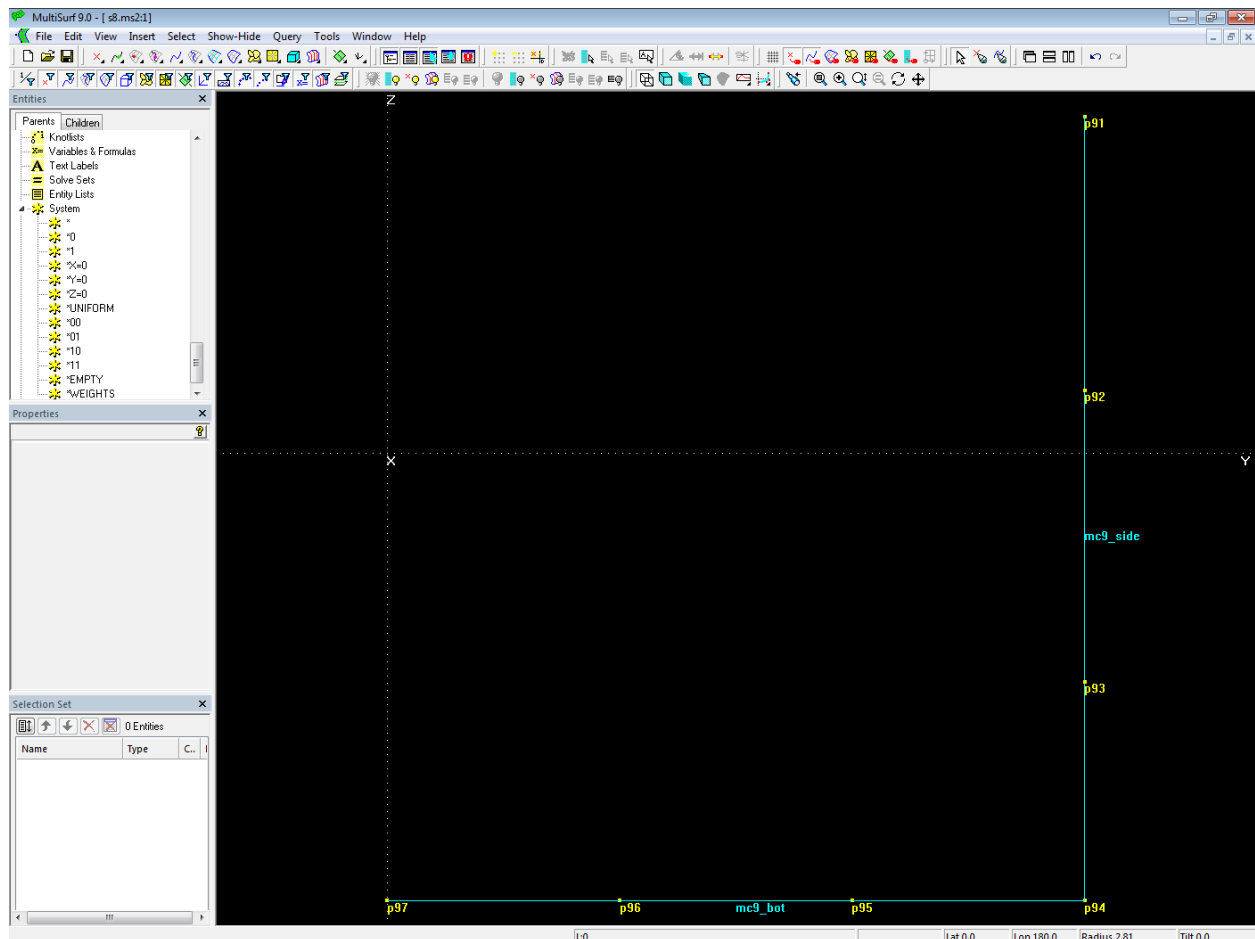 MultiSurf 9.0 - [ s8.ms2:1]
File Edit View Insert Select Show-Hide Query Tools Window Help
Entities
Parents Children
Knotlists
X= Variables & Formulas
A Text Labels
Solve Sets
Entity Lists
System
*
*0
*1
*X=0
*Y=0
*Z=0
*UNIFORM
*00
*01
*10
*11
*EMPTY
*WEIGHTS
Properties
Selection Set
0 Entities
Name Type C..
Z
p91
p92
X
Y
mc9_side
p93
p97 p96 mc9_bot p95 p94
Lat 0.0 Lon 180.0 Radius 2.81 Tilt 0.0